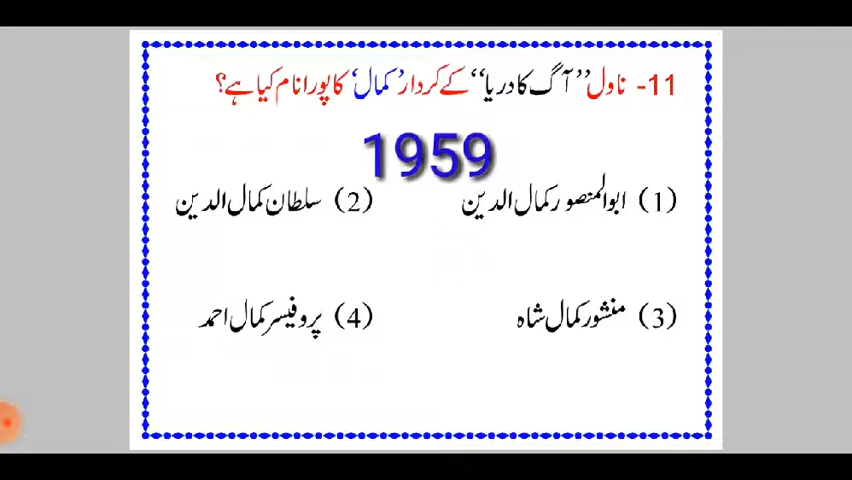 11- ناول ”آگ کا دریا“ کے کردار ’کمال‘ کا پورا نام کیا ہے؟
1959
(1) ابوالمنصور کمال الدین (2) سلطان کمال الدین
(3) منشور کمال شاہ (4) پروفیسر کمال احمد